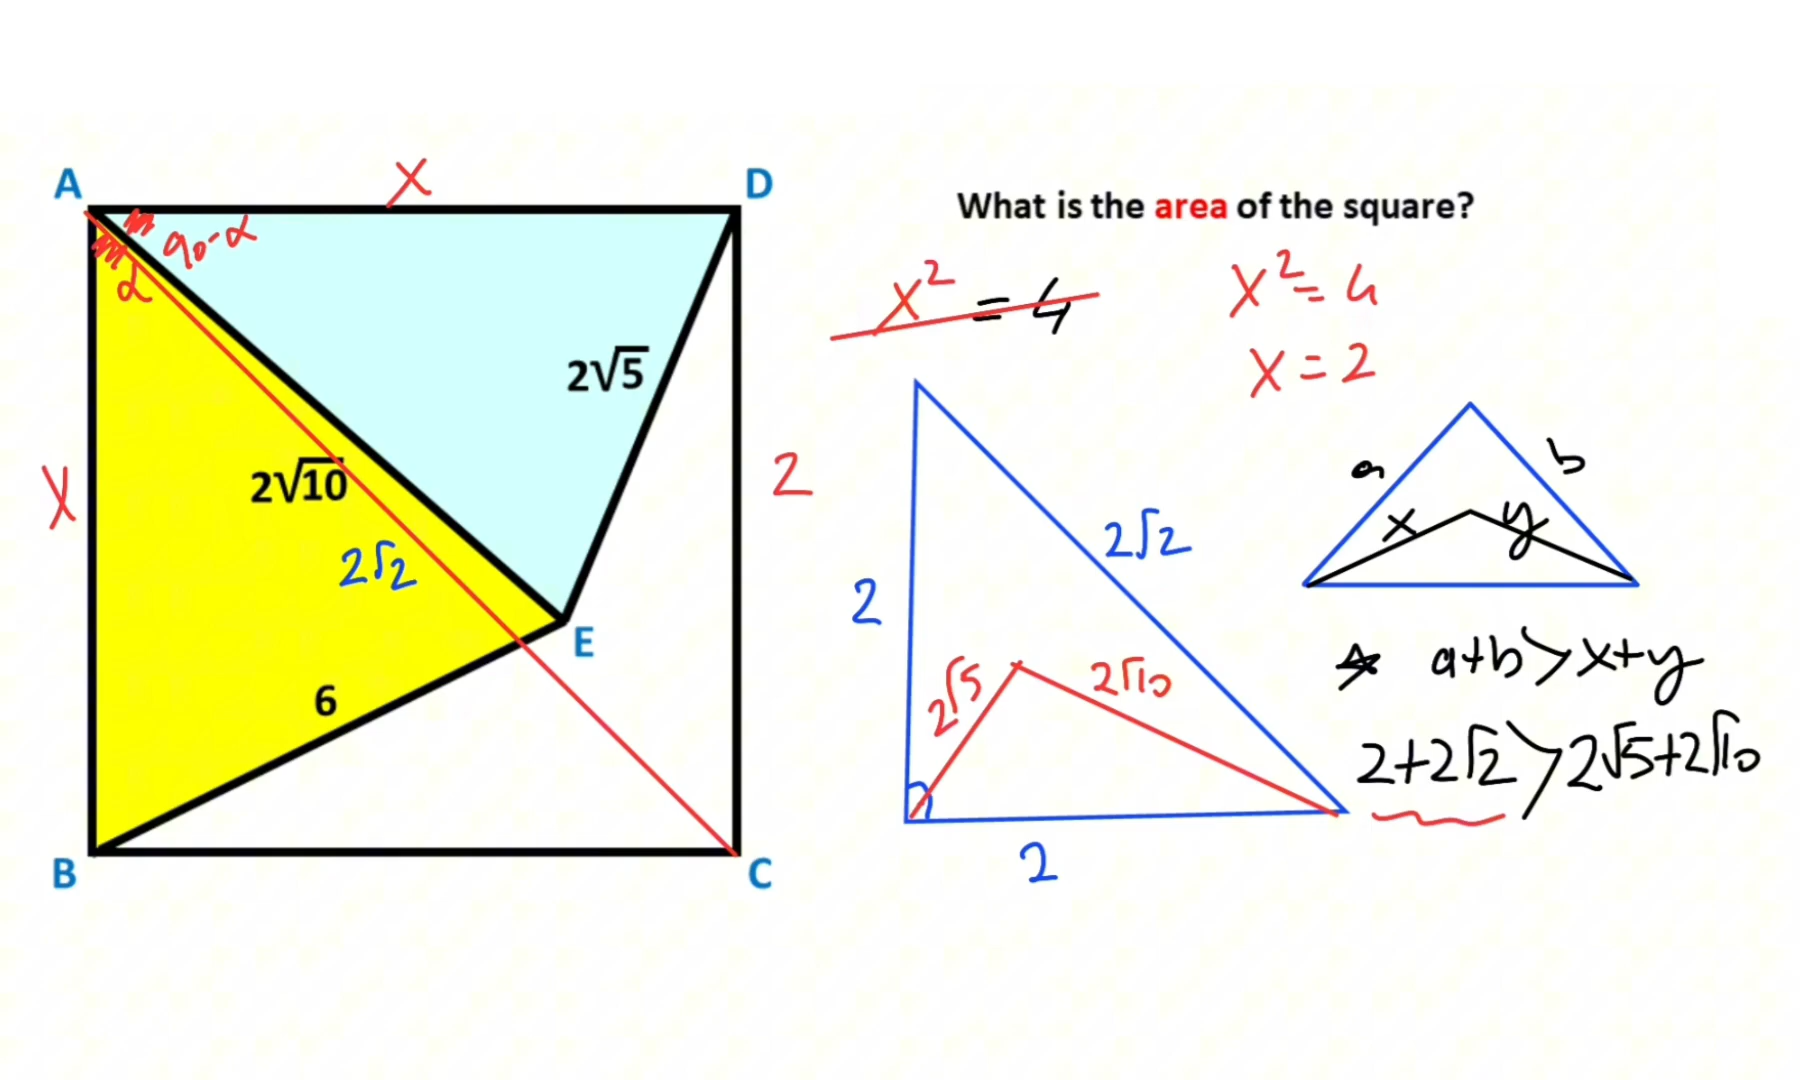 A
x
D
What is the area of the square?
90-α
α
x² = 4
x² = 4
x = 2
2√5
x
2√10
2√2
2
E
6
B
C
2√2
2
2√5
2√10
2
a
b
x
y
a+b > x+y
2+2√2 > 2√5+2√10